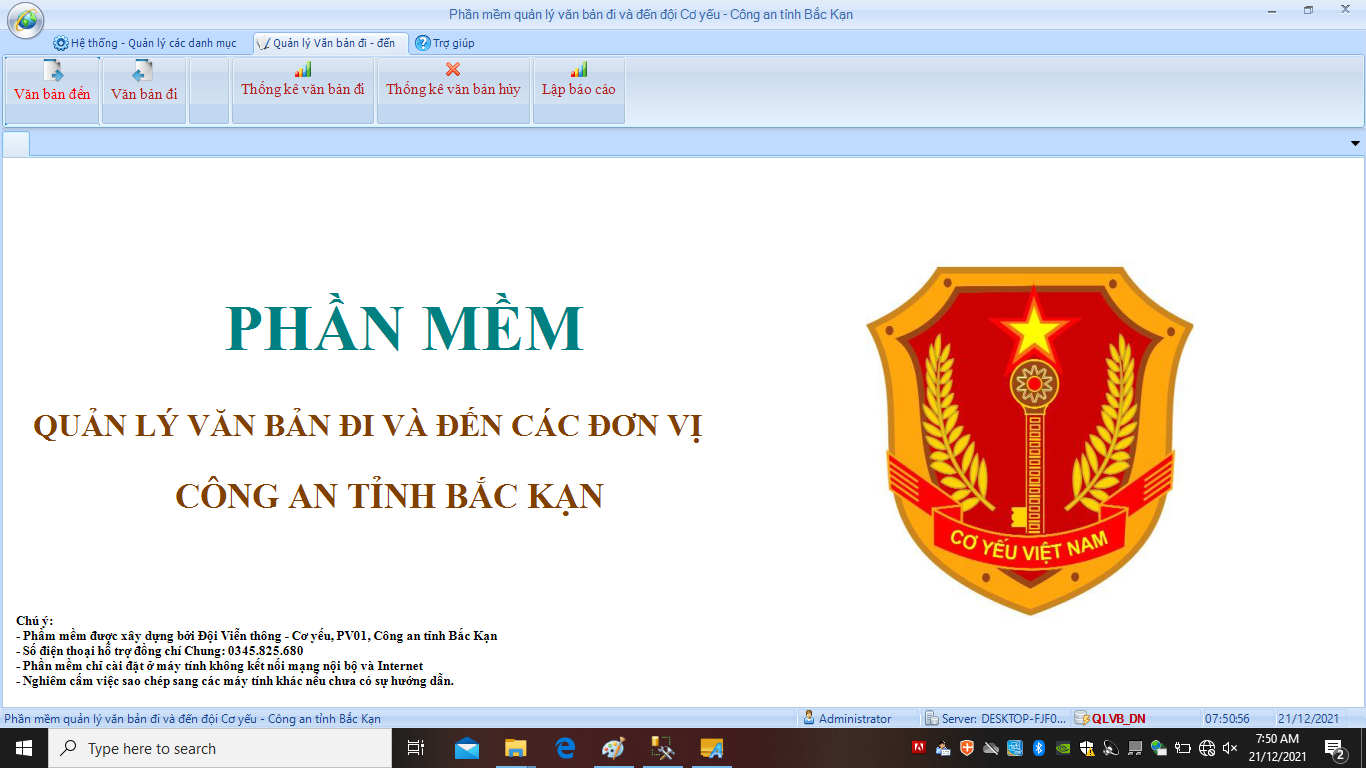 Phần mềm quản lý văn bản đi và đến đội Cơ yếu - Công an tỉnh Bắc Kạn
Hệ thống - Quản lý các danh mục
Quản lý Văn bản đi - đến
Trợ giúp
Văn bản đến
Văn bản đi
Thống kê văn bản đi
Thống kê văn bản hủy
Lập báo cáo
PHẦN MỀM
QUẢN LÝ VĂN BẢN ĐI VÀ ĐẾN CÁC ĐƠN VỊ
CÔNG AN TỈNH BẮC KẠN
CƠ YẾU VIỆT NAM
Chú ý:
- Phầm mềm được xây dựng bởi Đội Viễn thông - Cơ yếu, PV01, Công an tỉnh Bắc Kạn
- Số điện thoại hỗ trợ đồng chí Chung: 0345.825.680
- Phần mềm chỉ cài đặt ở máy tính không kết nối mạng nội bộ và Internet
- Nghiêm cấm việc sao chép sang các máy tính khác nếu chưa có sự hướng dẫn.
Phần mềm quản lý văn bản đi và đến đội Cơ yếu - Công an tỉnh Bắc Kạn
Administrator
Server: DESKTOP-FJF0...
QLVB_DN
07:50:56
21/12/2021
Type here to search
7:50 AM
21/12/2021
2